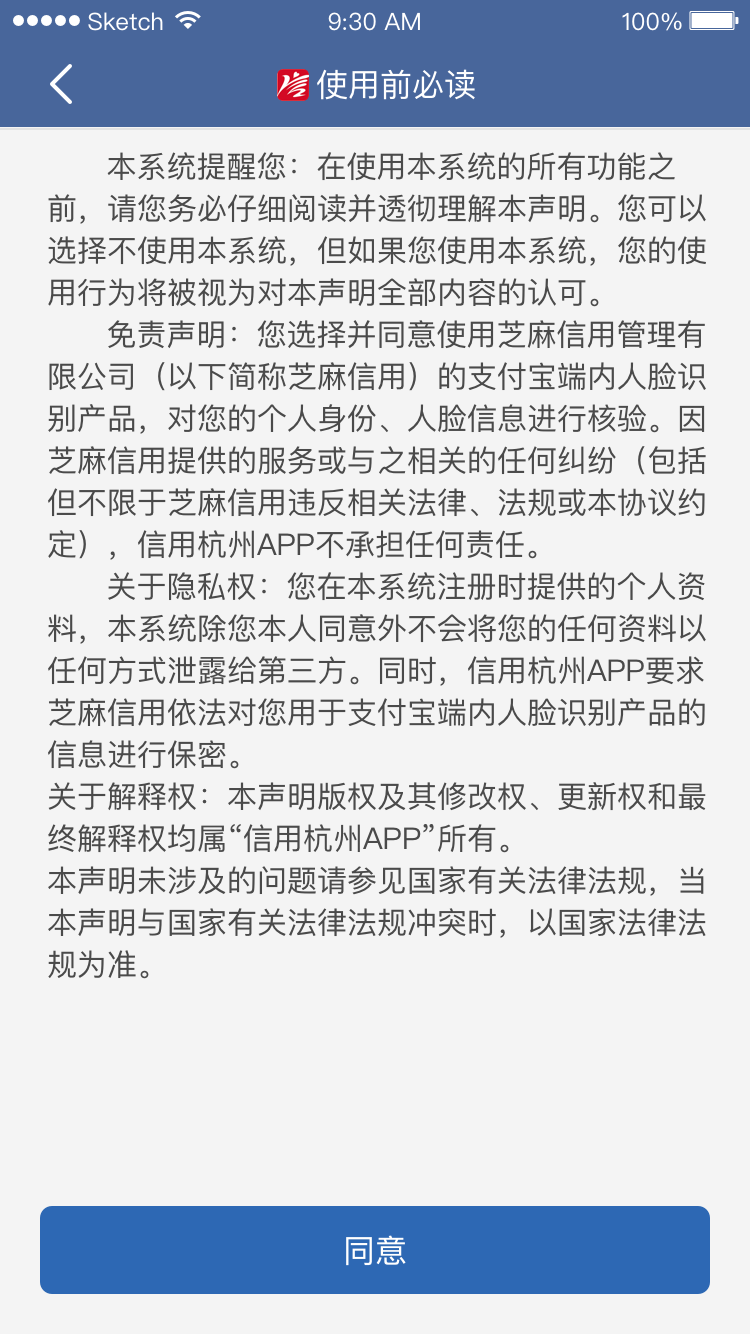 Sketch 9:30 AM 100%
使用前必读
本系统提醒您：在使用本系统的所有功能之
前，请您务必仔细阅读并透彻理解本声明。您可以
选择不使用本系统，但如果您使用本系统，您的使
用行为将被视为对本声明全部内容的认可。
免责声明：您选择并同意使用芝麻信用管理有
限公司（以下简称芝麻信用）的支付宝端内人脸识
别产品，对您的个人身份、人脸信息进行核验。因
芝麻信用提供的服务或与之相关的任何纠纷（包括
但不限于芝麻信用违反相关法律、法规或本协议约
定），信用杭州APP不承担任何责任。
关于隐私权：您在本系统注册时提供的个人资
料，本系统除您本人同意外不会将您的任何资料以
任何方式泄露给第三方。同时，信用杭州APP要求
芝麻信用依法对您用于支付宝端内人脸识别产品的
信息进行保密。
关于解释权：本声明版权及其修改权、更新权和最
终解释权均属“信用杭州APP”所有。
本声明未涉及的问题请参见国家有关法律法规，当
本声明与国家有关法律法规冲突时，以国家法律法
规为准。
同意